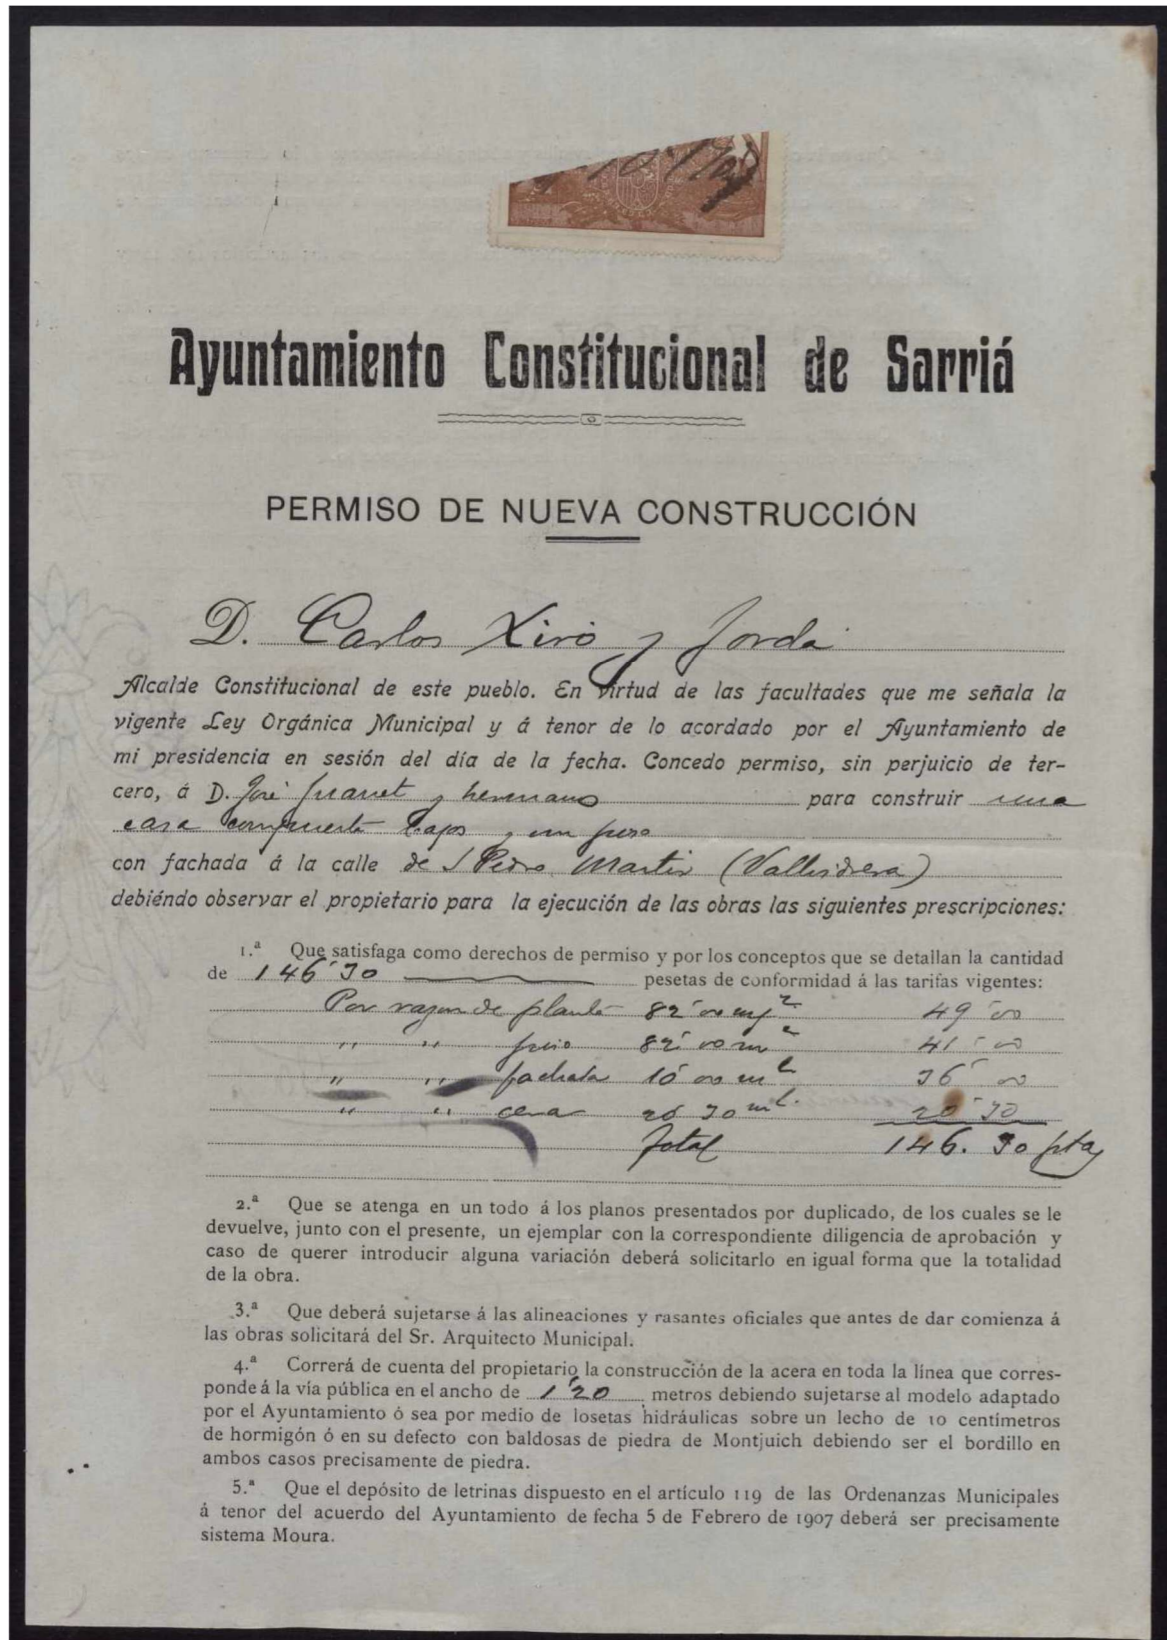 10·190
Ayuntamiento Constitucional de Sarriá
PERMISO DE NUEVA CONSTRUCCIÓN
D. Carlos Xiró y Jordá
Alcalde Constitucional de este pueblo. En virtud de las facultades que me señala la
vigente Ley Orgánica Municipal y á tenor de lo acordado por el Ayuntamiento de
mi presidencia en sesión del día de la fecha. Concedo permiso, sin perjuicio de ter-
cero, á D. José y hermano para construir una
casa compuesta bajos y un piso
con fachada á la calle de S Pedro Martir (Vallvidrera)
debiéndo observar el propietario para la ejecución de las obras las siguientes prescripciones:
1.ª Que satisfaga como derechos de permiso y por los conceptos que se detallan la cantidad
de 146'30 pesetas de conformidad á las tarifas vigentes:
Por razon de planta 82'00 m² 49'00
" " piso 82'00 m² 41'00
" " fachada 10 00 m² 36'00
" " cerca 20 30 ml. 20'30
Total 146.30 ptas
2.ª Que se atenga en un todo á los planos presentados por duplicado, de los cuales se le
devuelve, junto con el presente, un ejemplar con la correspondiente diligencia de aprobación y
caso de querer introducir alguna variación deberá solicitarlo en igual forma que la totalidad
de la obra.
3.ª Que deberá sujetarse á las alineaciones y rasantes oficiales que antes de dar comienza á
las obras solicitará del Sr. Arquitecto Municipal.
4.ª Correrá de cuenta del propietario la construcción de la acera en toda la línea que corres-
ponde á la vía pública en el ancho de 1'20 metros debiendo sujetarse al modelo adaptado
por el Ayuntamiento ó sea por medio de losetas hidráulicas sobre un lecho de 10 centímetros
de hormigón ó en su defecto con baldosas de piedra de Montjuich debiendo ser el bordillo en
ambos casos precisamente de piedra.
5.ª Que el depósito de letrinas dispuesto en el artículo 119 de las Ordenanzas Municipales
á tenor del acuerdo del Ayuntamiento de fecha 5 de Febrero de 1907 deberá ser precisamente
sistema Moura.